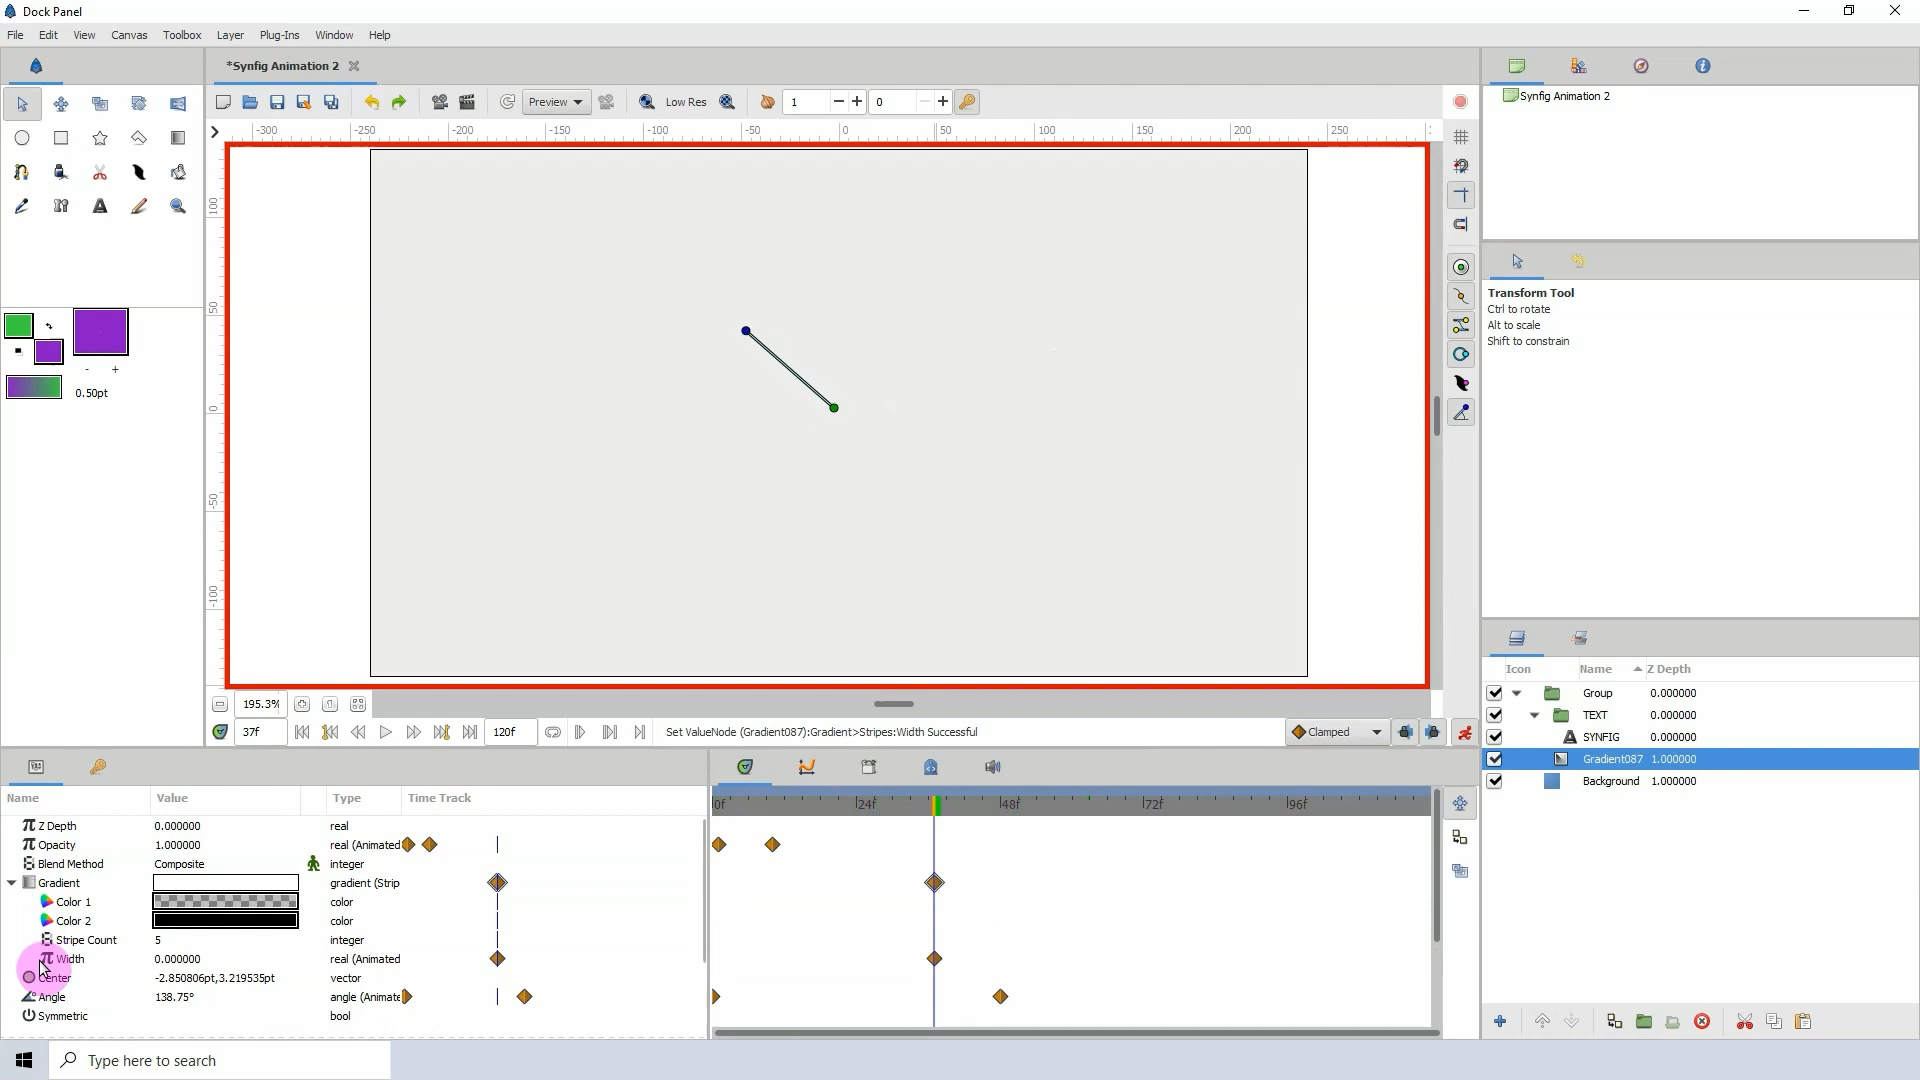 Dock Panel
File Edit View Canvas Toolbox Layer Plug-Ins Window Help
*Synfig Animation 2
Preview Low Res 1 0
-300 -250 -200 -150 -100 -50 0 50 100 150 200 250
100
50
0
-50
-100
0.50pt
Synfig Animation 2
Transform Tool
Ctrl to rotate
Alt to scale
Shift to constrain
195.3%
37f 120f Set ValueNode (Gradient087):Gradient>Stripes:Width Successful Clamped
Icon Name Z Depth
Group 0.000000
TEXT 0.000000
SYNFIG 0.000000
Gradient087 1.000000
Background 1.000000
Name Value Type Time Track
0f 24f 48f 72f 96f
Z Depth 0.000000 real
Opacity 1.000000 real (Animated
Blend Method Composite integer
Gradient gradient (Strip
Color 1 color
Color 2 color
Stripe Count 5 integer
Width 0.000000 real (Animated
Center -2.850806pt,3.219535pt vector
Angle 138.75° angle (Animate
Symmetric bool
Type here to search